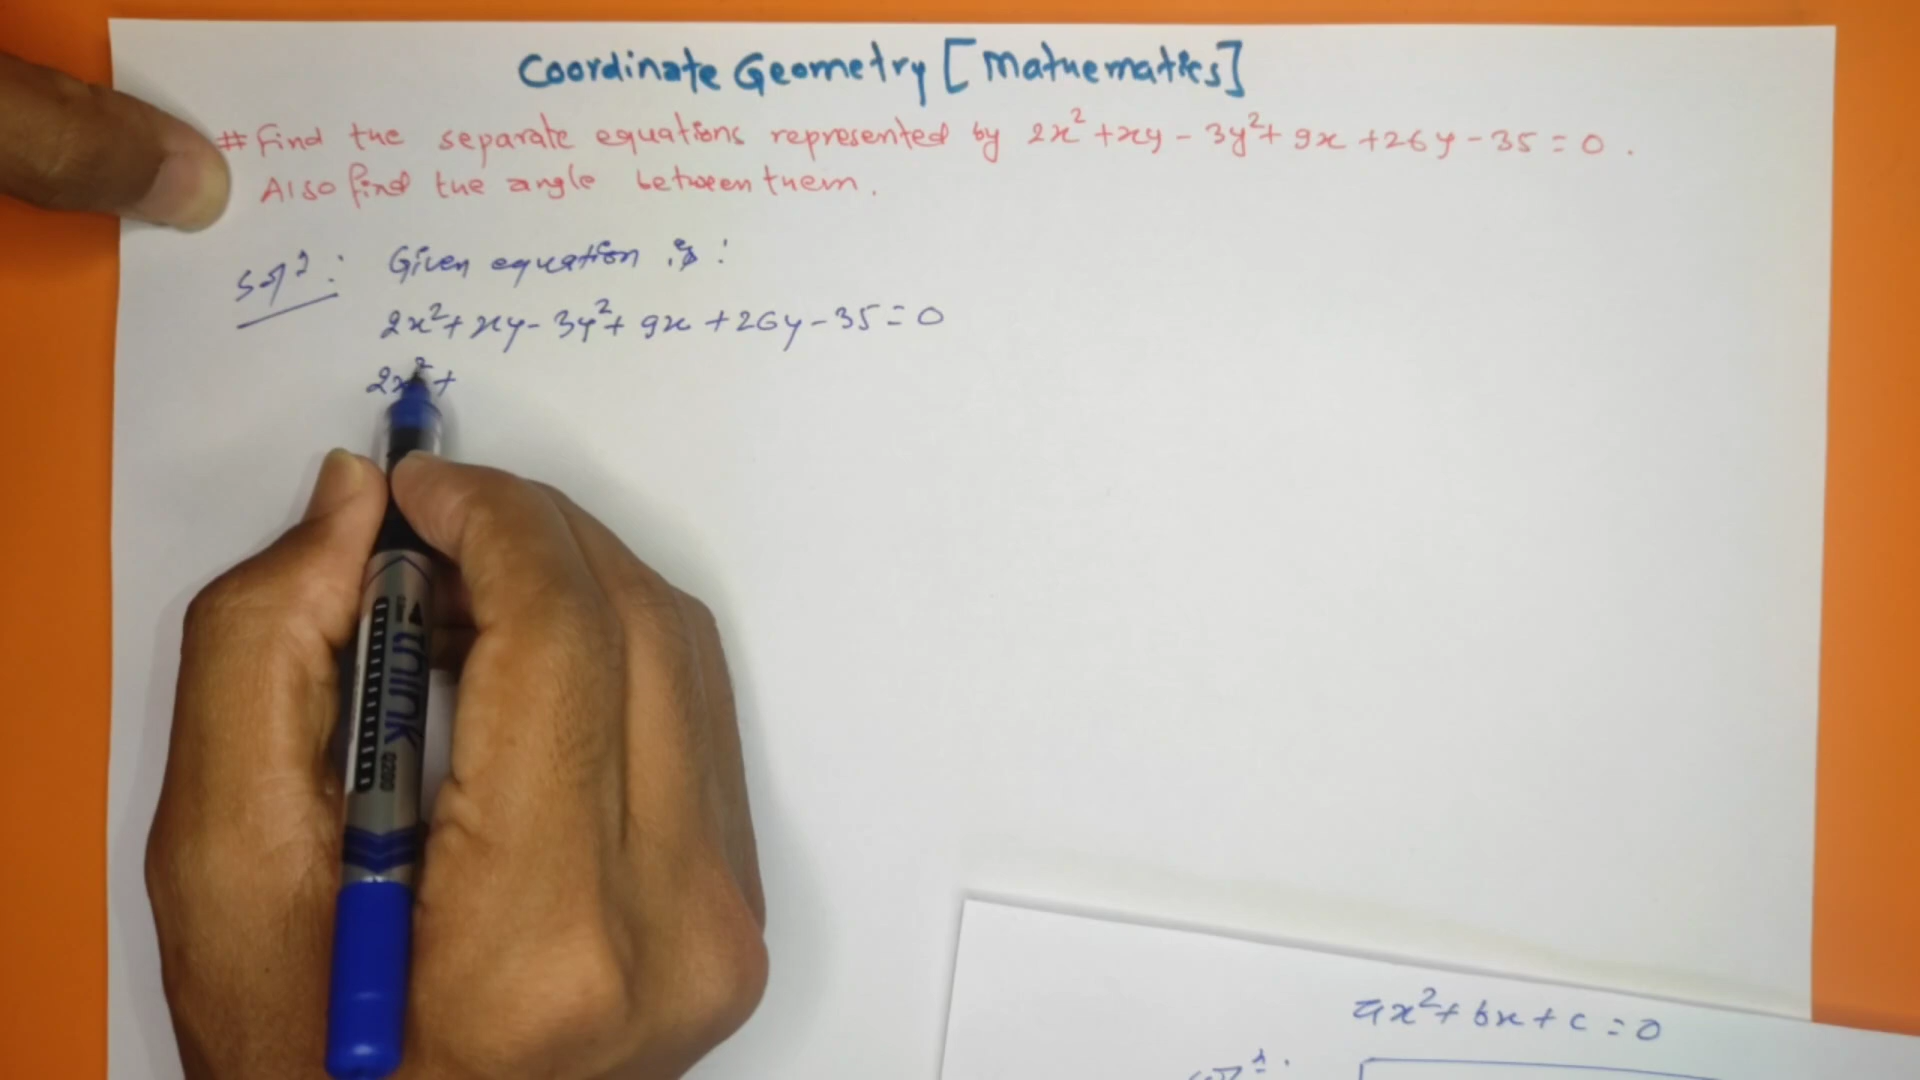 Coordinate Geometry [Mathematics]
# Find the separate equations represented by 2x² + xy - 3y² + 9x + 26y - 35 = 0 .
Also find the angle between them .
Given equation is :
2x² + xy - 3y² + 9x + 26y - 35 = 0
2x² +
think
0200
ax² + bx + c = 0